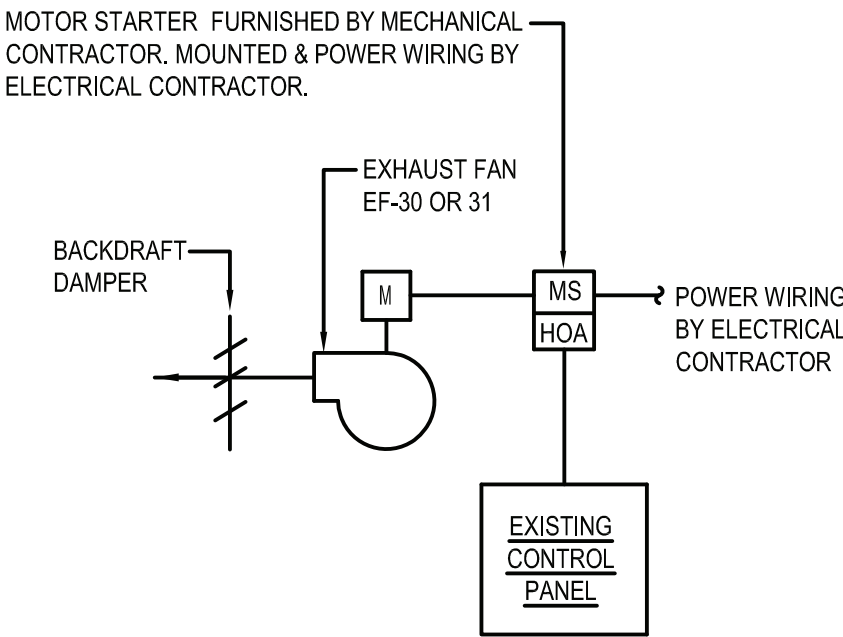 MOTOR STARTER FURNISHED BY MECHANICAL
CONTRACTOR. MOUNTED & POWER WIRING BY
ELECTRICAL CONTRACTOR.
EXHAUST FAN
EF-30 OR 31
BACKDRAFT
DAMPER
M
MS
HOA
POWER WIRING
BY ELECTRICAL
CONTRACTOR
EXISTING
CONTROL
PANEL